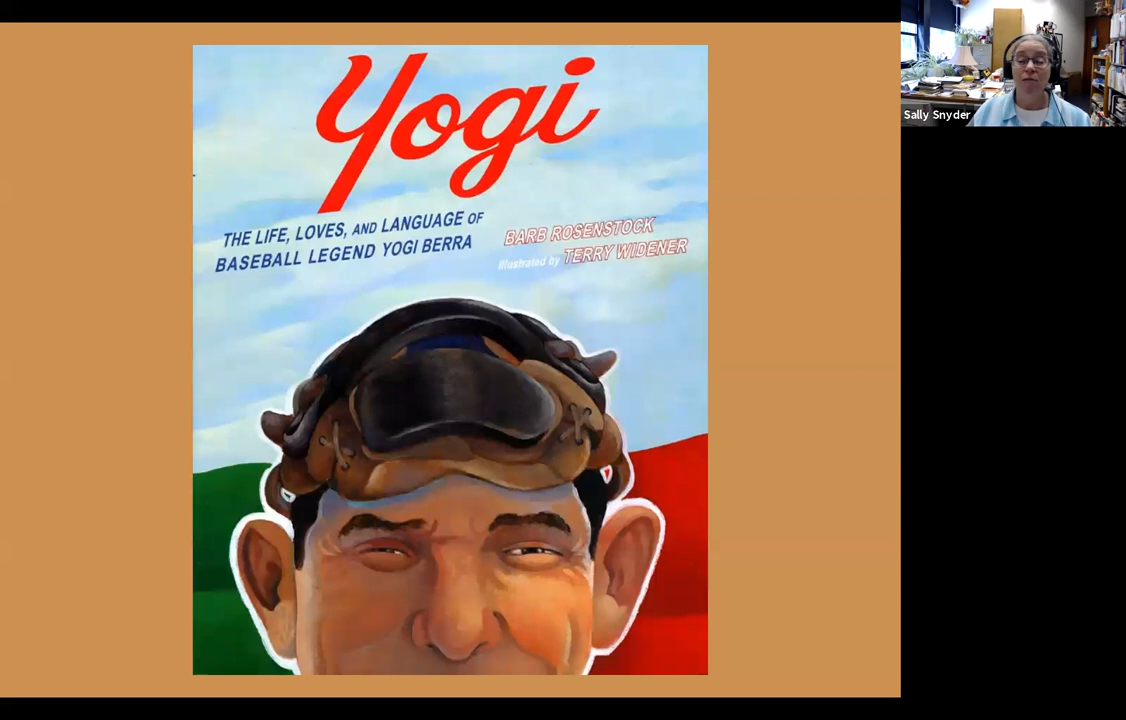 Yogi
THE LIFE, LOVES, AND LANGUAGE OF
BASEBALL LEGEND YOGI BERRA
BARB ROSENSTOCK
illustrated by TERRY WIDENER
Sally Snyder